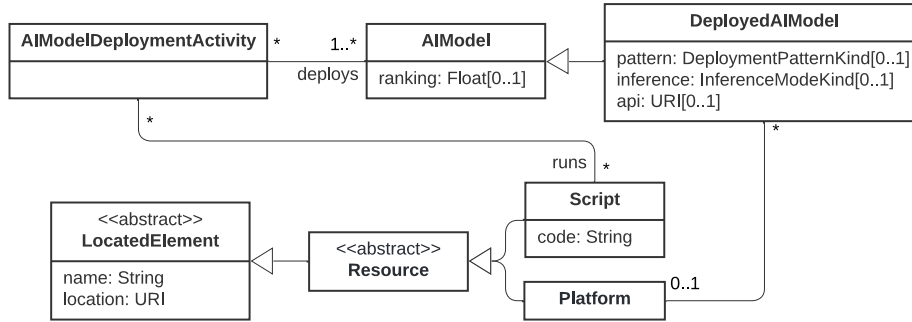 AIModelDeploymentActivity
*
1..*
deploys
AIModel
ranking: Float[0..1]
DeployedAIModel
pattern: DeploymentPatternKind[0..1]
inference: InferenceModeKind[0..1]
api: URI[0..1]
*
*
runs
*
<<abstract>>
LocatedElement
name: String
location: URI
<<abstract>>
Resource
Script
code: String
Platform
0..1